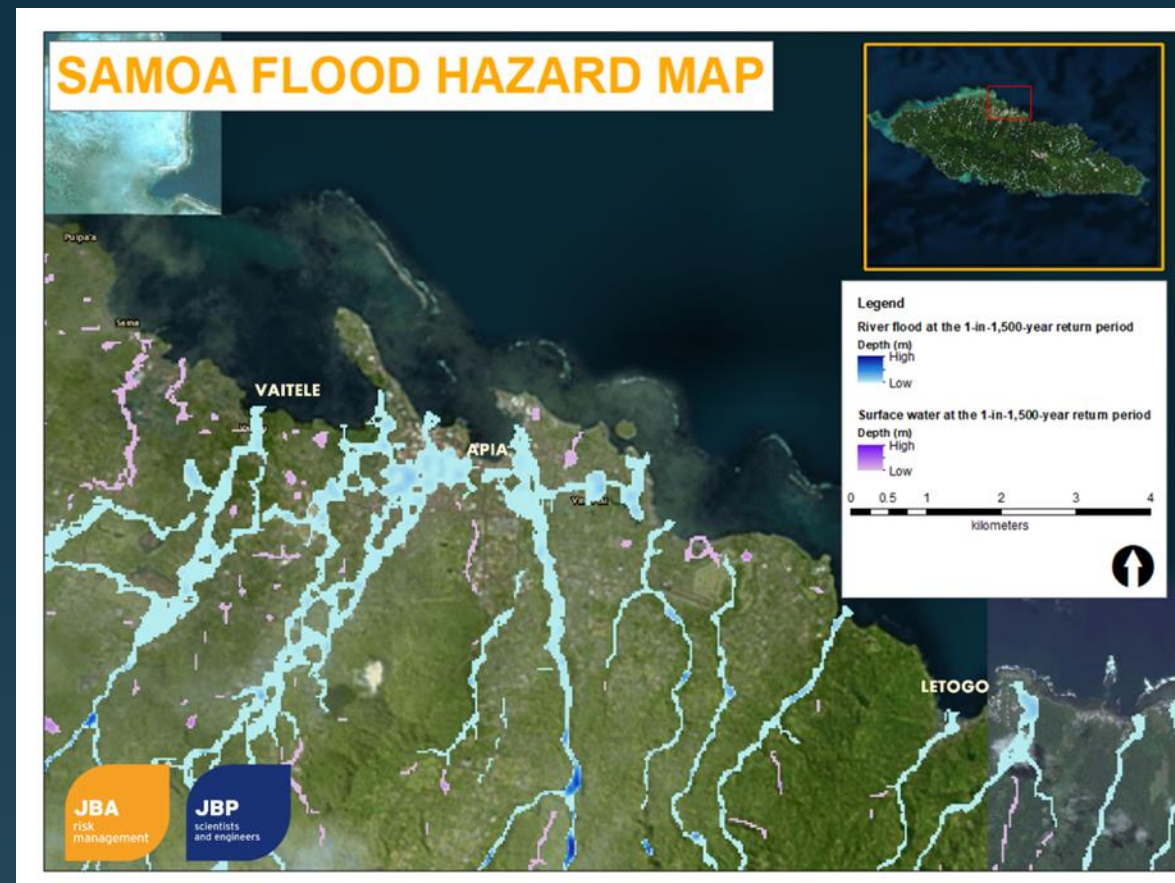 SAMOA FLOOD HAZARD MAP
Puipa'a
Saina
VAITELE
APIA
LETOGO
Legend
River flood at the 1-in-1,500-year return period
Depth (m)
High
Low
Surface water at the 1-in-1,500-year return period
Depth (m)
High
Low
0 0.5 1 2 3 4
kilometers
JBA
risk
management
JBP
scientists
and engineers